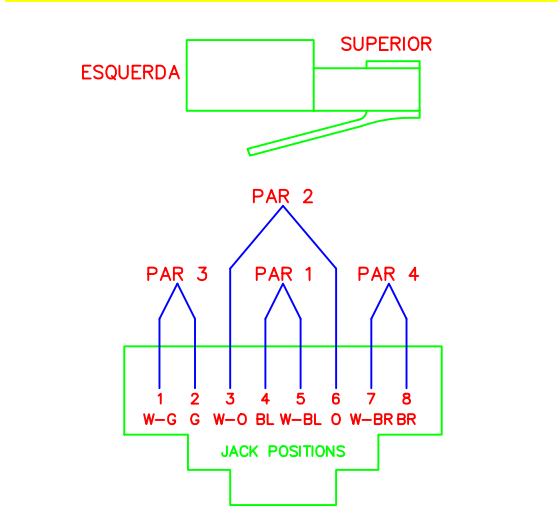 SUPERIOR
ESQUERDA
PAR 2
PAR 3 PAR 1 PAR 4
1 2 3 4 5 6 7 8
W-G G W-O BL W-BL O W-BR BR
JACK POSITIONS